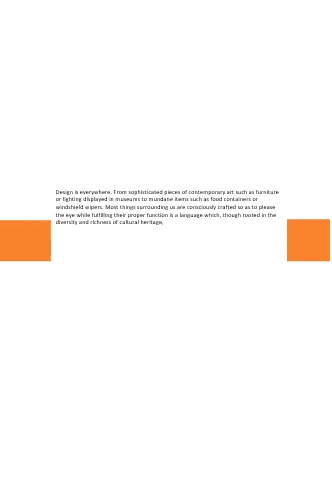 Design is everywhere. From sophisticated pieces of contemporary art such as furniture
or lighting displayed in museums to mundane items such as food containers or
windshield wipers. Most things surrounding us are consciously crafted so as to please
the eye while fulfilling their proper function is a language which, though rooted in the
diversity and richness of cultural heritage,